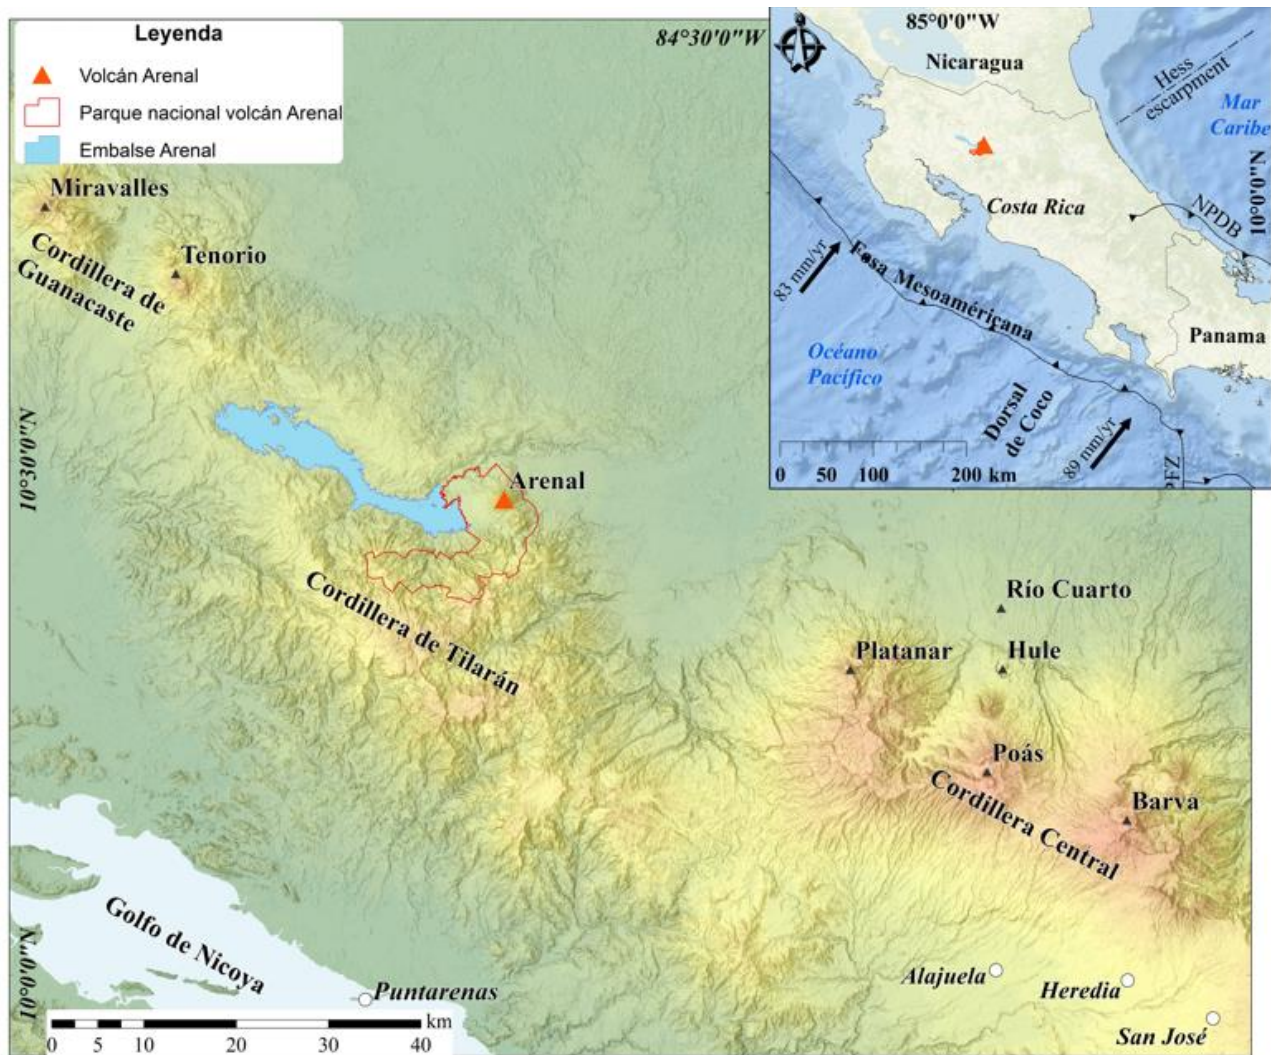 Leyenda
Volcán Arenal
Parque nacional volcán Arenal
Embalse Arenal
84°30'0"W
85°0'0"W
Nicaragua
Hess
escarpment
Mar
Caribe
10°0'0"N
Costa Rica
NPDB
83 mm/yr
Fosa Mesoaméricana
Panama
Océano
Pacífico
Dorsal
de Coco
89 mm/yr
PFZ
0 50 100 200 km
Miravalles
Tenorio
Cordillera de
Guanacaste
10°30'0"N
Arenal
Cordillera de Tilarán
Río Cuarto
Platanar
Hule
Poás
Cordillera Central
Barva
Golfo de Nicoya
10°0'0"N
Puntarenas
Alajuela
Heredia
San José
km
0 5 10 20 30 40